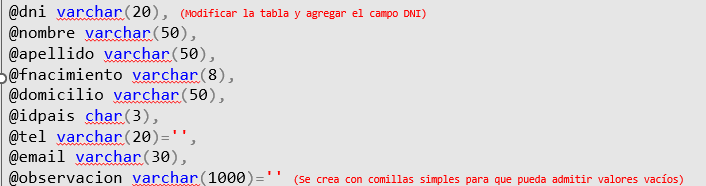 @dni varchar(20), (Modificar la tabla y agregar el campo DNI)
@nombre varchar(50),
@apellido varchar(50),
@fnacimiento varchar(8),
@domicilio varchar(50),
@idpais char(3),
@tel varchar(20)='',
@email varchar(30),
@observacion varchar(1000)='' (Se crea con comillas simples para que pueda admitir valores vacíos)